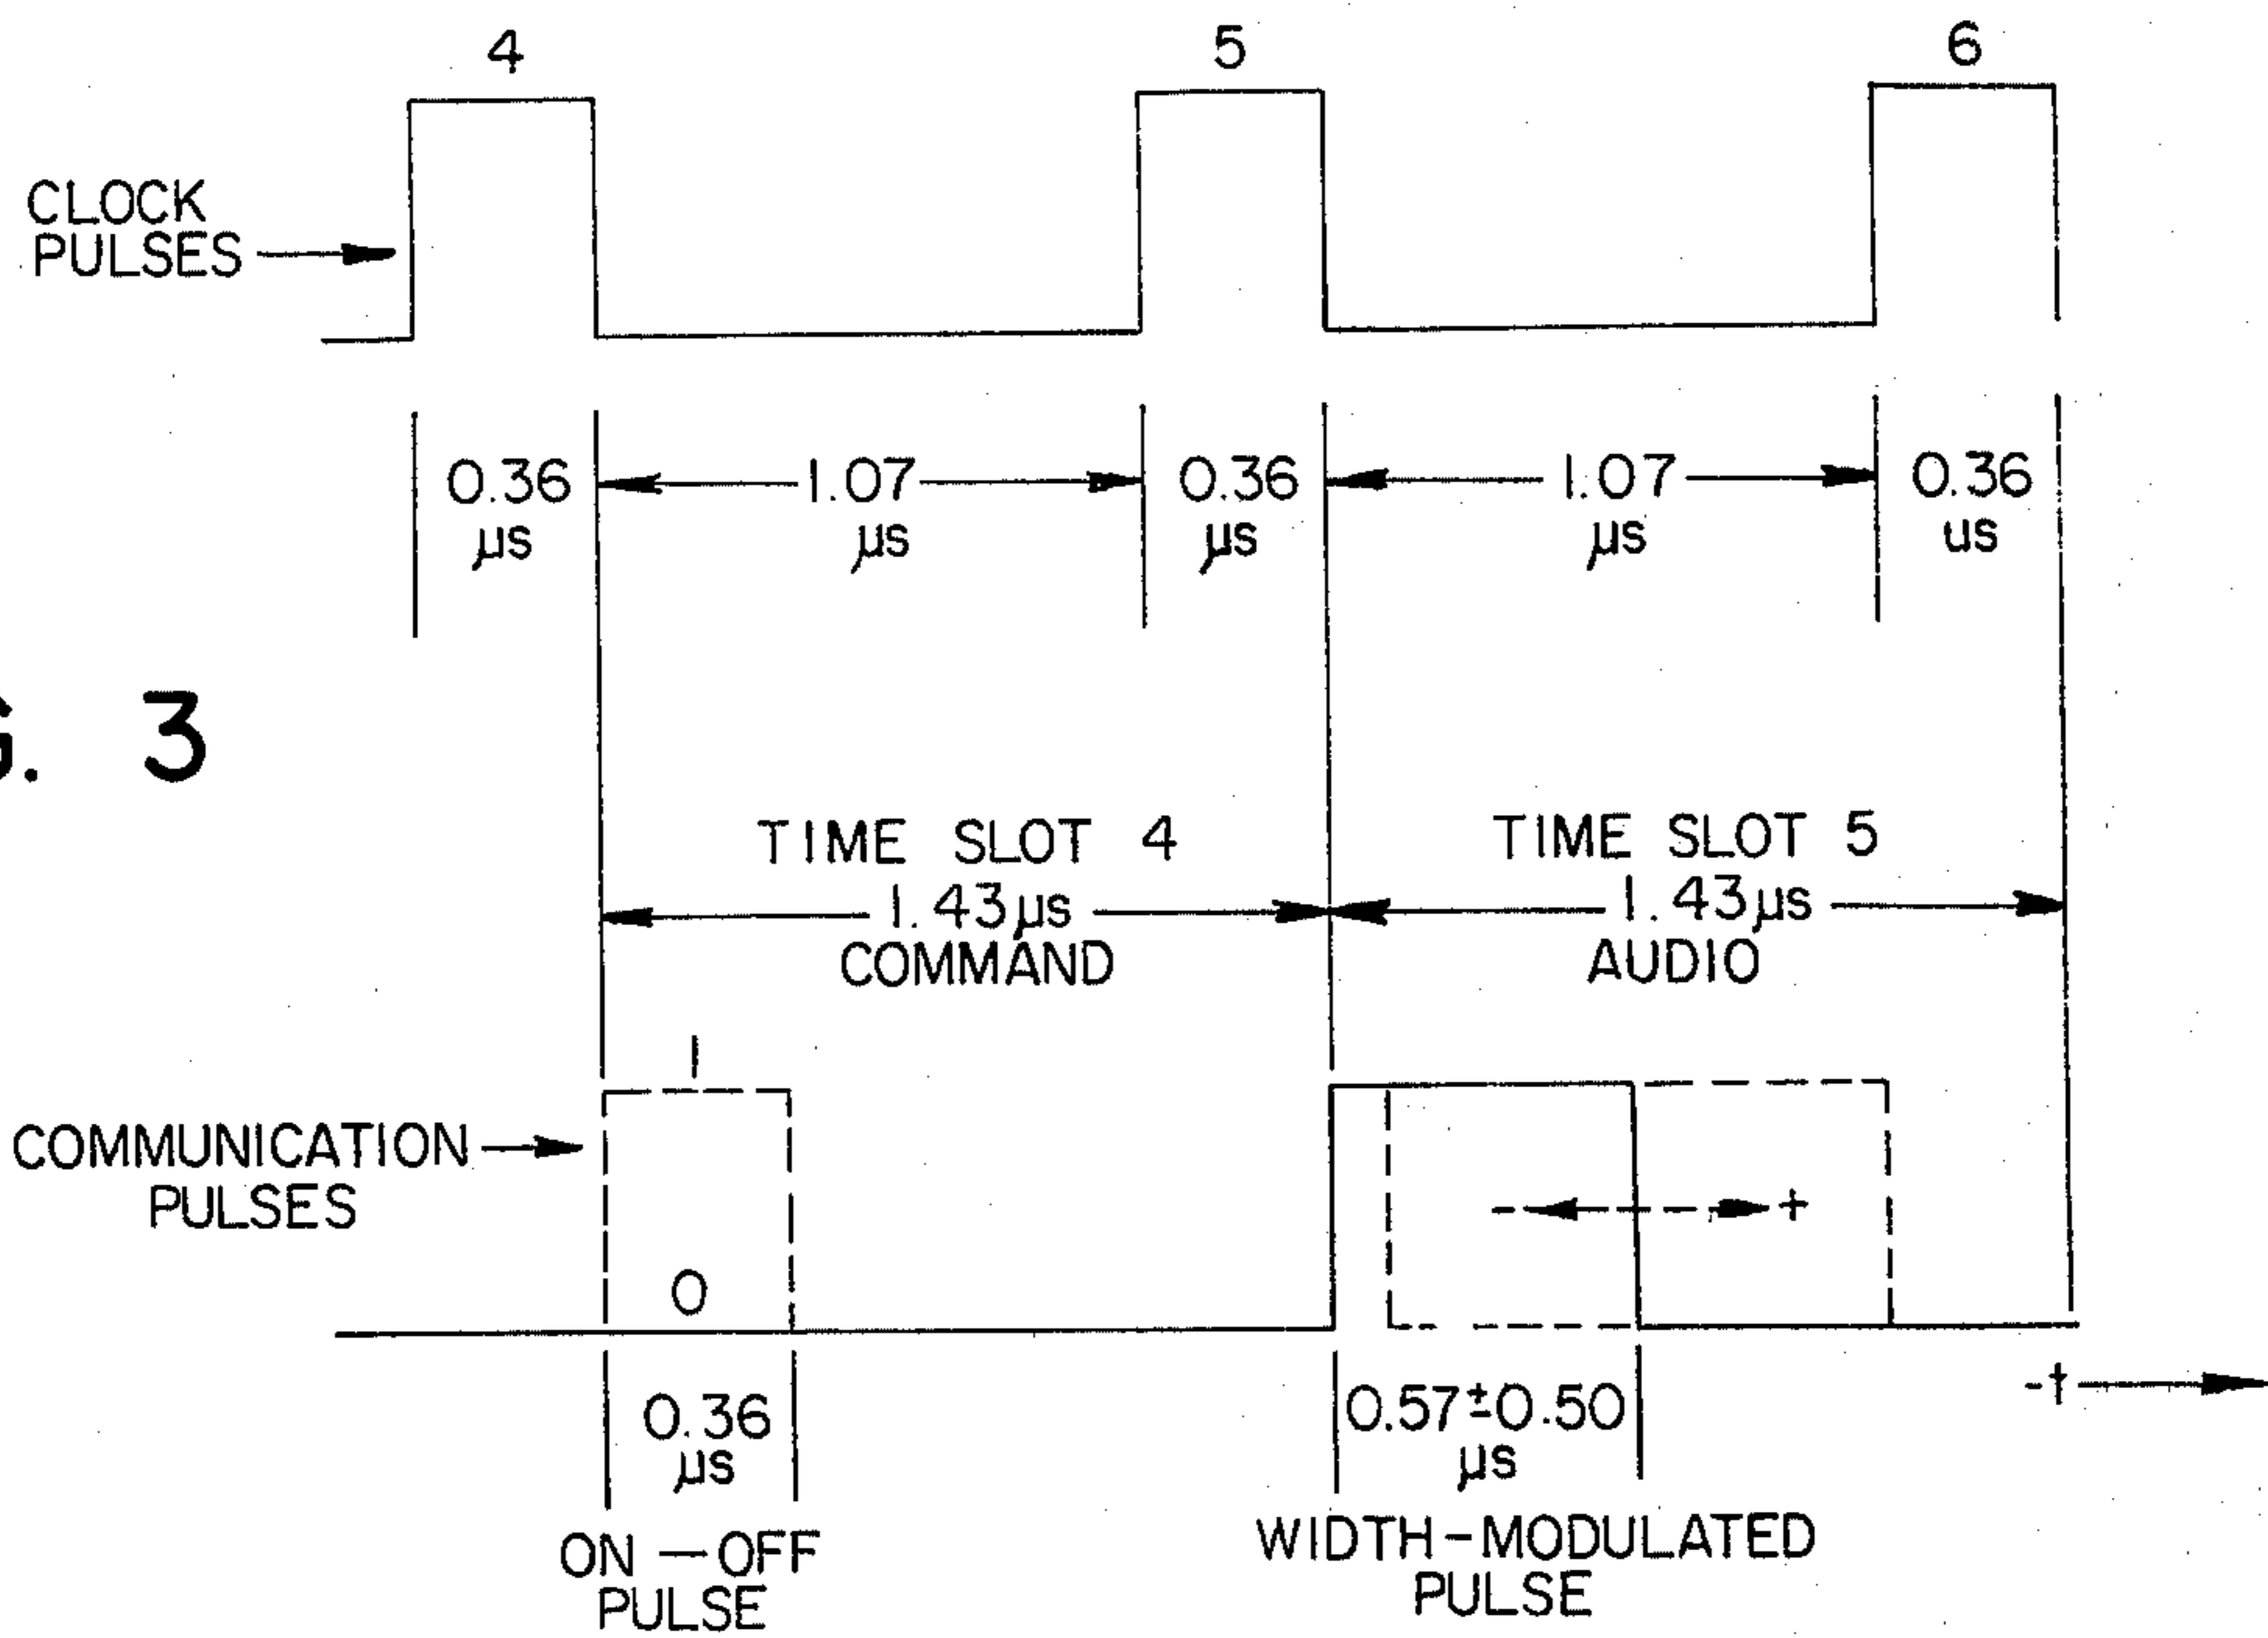 4 5 6
CLOCK
PULSES
0.36 1.07 0.36 1.07 0.36
µs µs µs µs us
G. 3
TIME SLOT 4 TIME SLOT 5
1.43µs 1.43µs
COMMAND AUDIO
1
COMMUNICATION
PULSES
- +
0
t
0.36 0.57±0.50
µs µs
ON-OFF WIDTH-MODULATED
PULSE PULSE